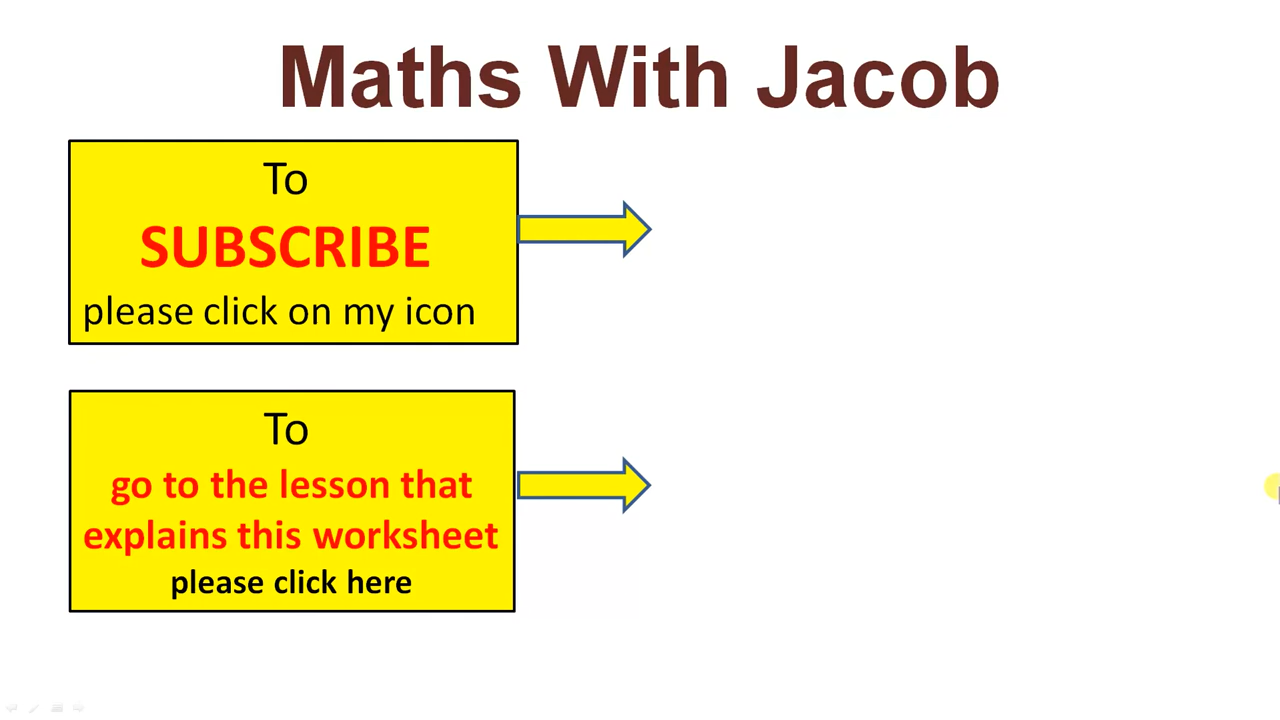 Maths With Jacob
To
SUBSCRIBE
please click on my icon
To
go to the lesson that
explains this worksheet
please click here